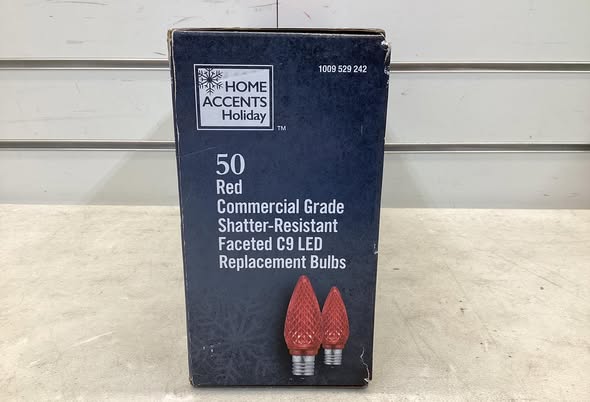 HOME
ACCENTS
Holiday
TM
1009 529 242
50
Red
Commercial Grade
Shatter-Resistant
Faceted C9 LED
Replacement Bulbs